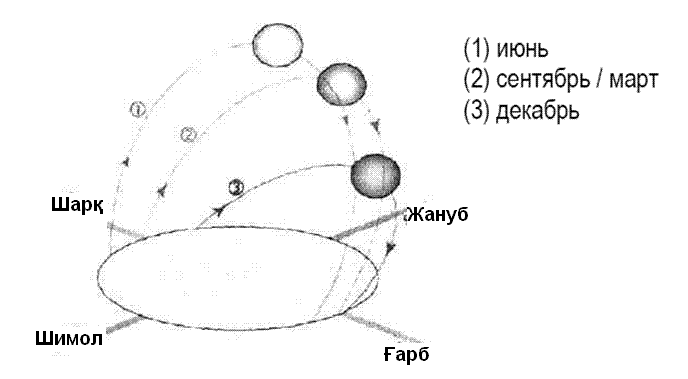 (1) июнь
(2) сентябрь / март
(3) декабрь
①
②
③
Шарқ
Жануб
Шимол
Ғарб